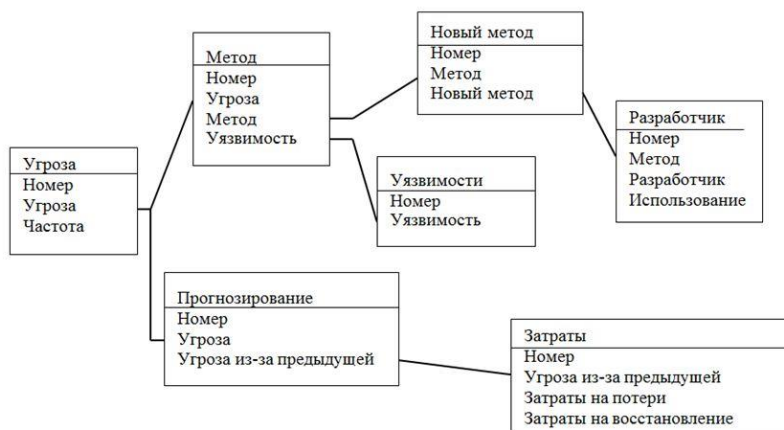 Новый метод
Номер
Метод
Новый метод
Метод
Номер
Угроза
Метод
Уязвимость
Разработчик
Номер
Метод
Разработчик
Использование
Угроза
Номер
Угроза
Частота
Уязвимости
Номер
Уязвимость
Прогнозирование
Номер
Угроза
Угроза из-за предыдущей
Затраты
Номер
Угроза из-за предыдущей
Затраты на потери
Затраты на восстановление